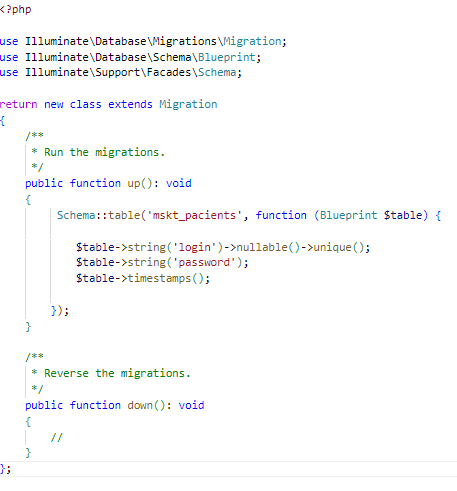 <?php
use Illuminate\Database\Migrations\Migration;
use Illuminate\Database\Schema\Blueprint;
use Illuminate\Support\Facades\Schema;
return new class extends Migration
{
    /**
     * Run the migrations.
     */
    public function up(): void
    {
        Schema::table('mskt_pacients', function (Blueprint $table) {
            $table->string('login')->nullable()->unique();
            $table->string('password');
            $table->timestamps();
        });
    }
    /**
     * Reverse the migrations.
     */
    public function down(): void
    {
        //
    }
};